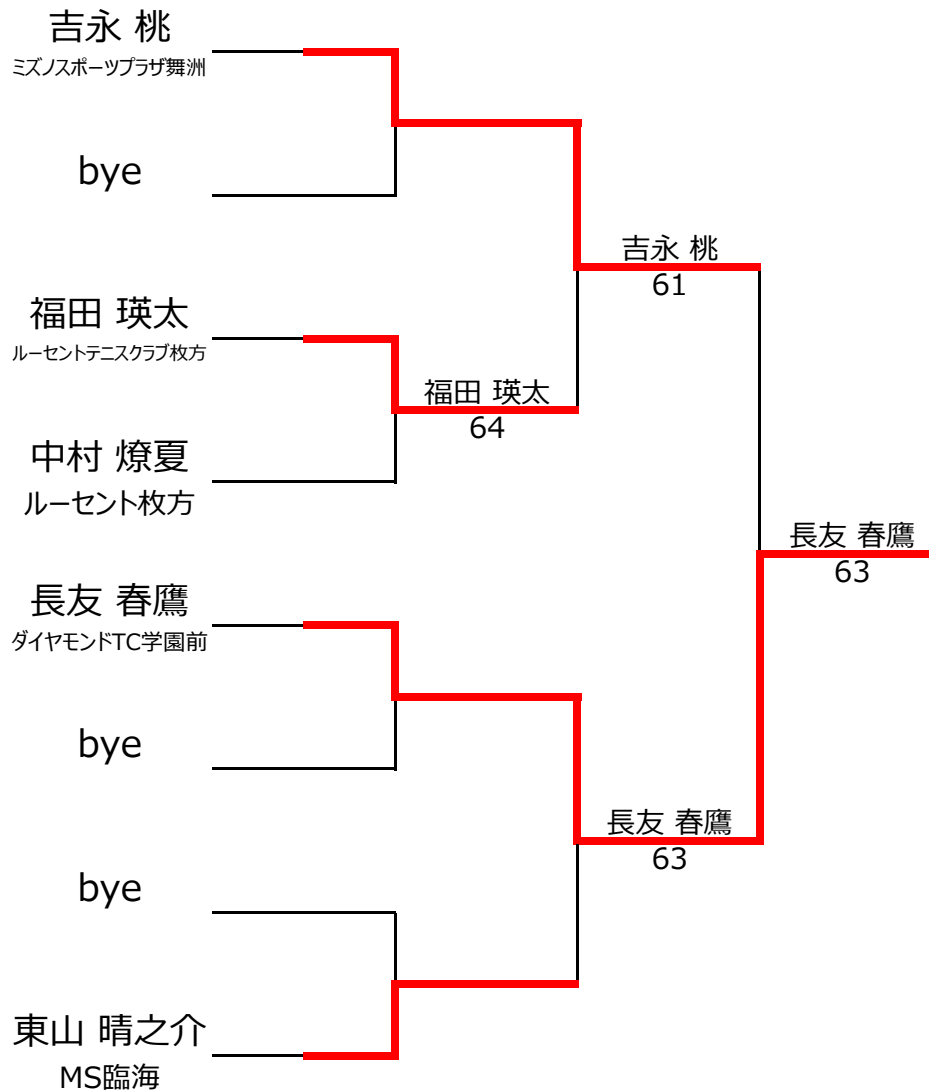 吉永 桃
ミズノスポーツプラザ舞洲
bye
福田 瑛太
ルーセントテニスクラブ枚方
中村 燎夏
ルーセント枚方
長友 春鷹
ダイヤモンドTC学園前
bye
bye
東山 晴之介
MS臨海
福田 瑛太
64
吉永 桃
61
長友 春鷹
63
長友 春鷹
63